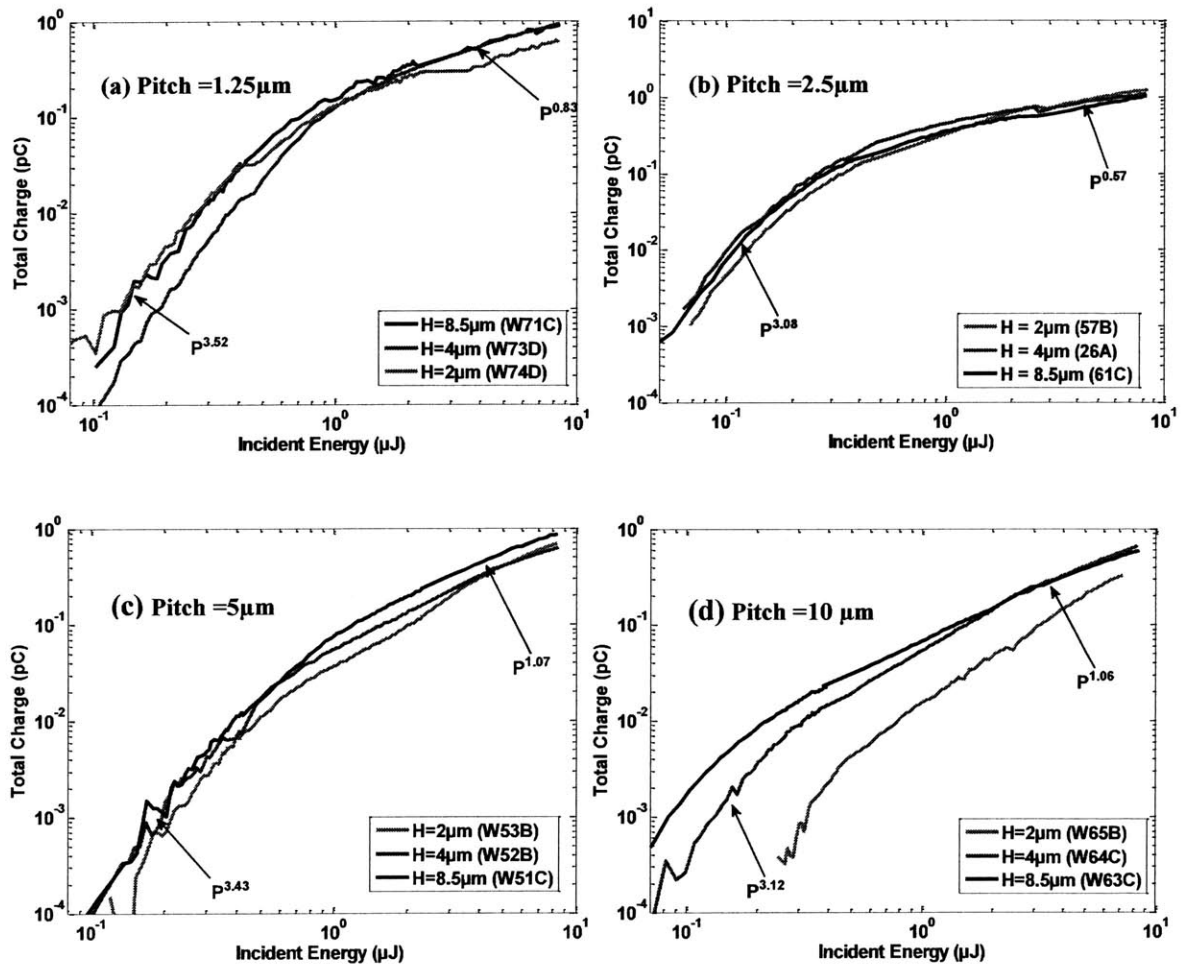 (a) Pitch =1.25μm
Total Charge (pC)
10^0
10^-1
10^-2
10^-3
10^-4
P^0.83
P^3.52
H=8.5μm (W71C)
H=4μm (W73D)
H=2μm (W74D)
10^-1
10^0
10^1
Incident Energy (μJ)
(b) Pitch =2.5μm
Total Charge (pC)
10^2
10^1
10^0
10^-1
10^-2
10^-3
10^-4
P^0.57
P^3.08
H = 2μm (57B)
H = 4μm (26A)
H = 8.5μm (61C)
10^-1
10^0
10^1
Incident Energy (μJ)
(c) Pitch =5μm
Total Charge (pC)
10^0
10^-1
10^-2
10^-3
10^-4
P^1.07
P^3.43
H=2μm (W53B)
H=4μm (W52B)
H=8.5μm (W51C)
10^-1
10^0
10^1
Incident Energy (μJ)
(d) Pitch =10 μm
Total Charge (pC)
10^0
10^-1
10^-2
10^-3
10^-4
P^1.06
P^3.12
H=2μm (W65B)
H=4μm (W64C)
H=8.5μm (W63C)
10^-1
10^0
10^1
Incident Energy (μJ)